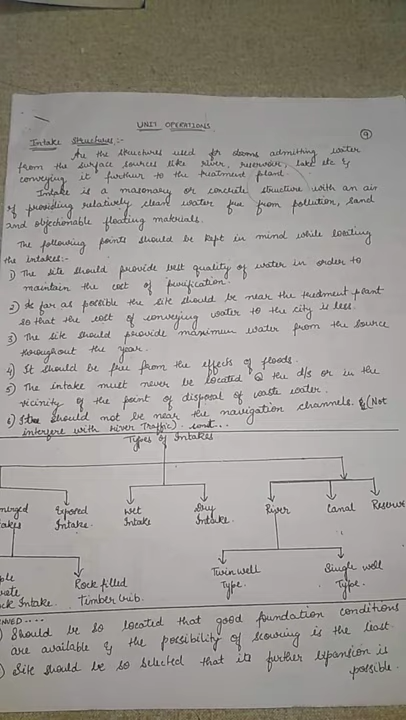 UNIT OPERATIONS
9
Intake Structures:-
Are the structures used for admitting water
from the surface sources like river, reservoir, lake etc &
conveying it further to the treatment plant.
Intake is a masonary or concrete structure with an aim
of providing relatively clean water free from pollution, sand
and objectionable floating materials.
The following points should be kept in mind while locating
the intakes:-
1) The site should provide best quality of water in order to
maintain the cost of purification.
2) As far as possible the site should be near the treatment plant
so that the cost of conveying water to the city is less.
3) The site should provide maximum water from the source
throughout the year.
4) It should be free from the effects of floods.
5) The intake must never be located @ the d/s or in the
vicinity of the point of disposal of waste water.
6) Site should not be near the navigation channels. (Not
interfere with River Traffic). cont...
Types of Intakes
merged Exposed Wet Dry River Canal Reservoi
takes Intake. Intake Intake.
ple Rock filled Twin well Single well
Timber crib. Type. Type.
ck Intake.
NUED....
Should be so located that good foundation conditions
are available & the possibility of scouring is the least.
Site should be so selected that its further expansion is
possible.